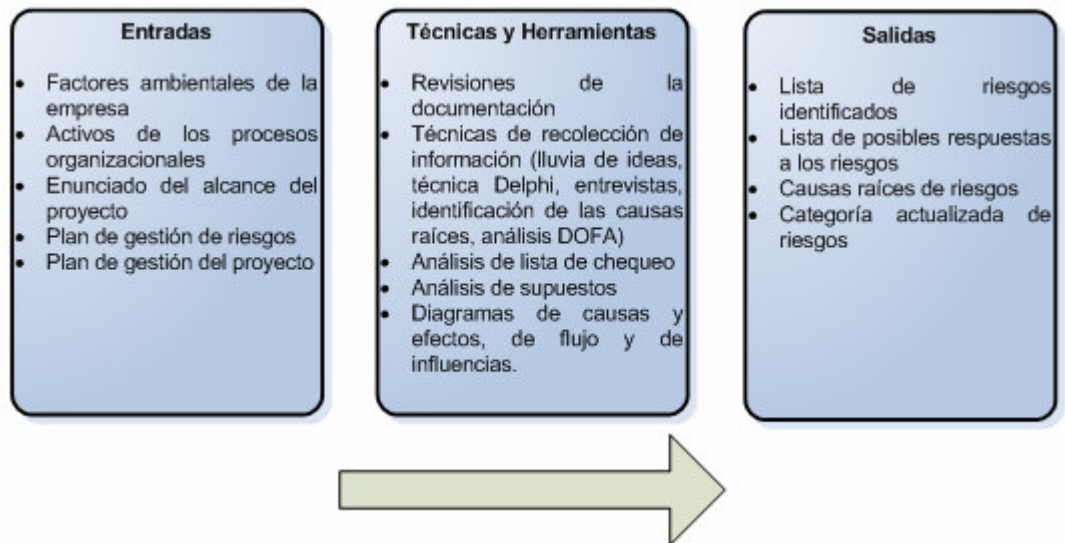 Entradas
• Factores ambientales de la
empresa
• Activos de los procesos
organizacionales
• Enunciado del alcance del
proyecto
• Plan de gestión de riesgos
• Plan de gestión del proyecto
Técnicas y Herramientas
• Revisiones de la
documentación
• Técnicas de recolección de
información (lluvia de ideas,
técnica Delphi, entrevistas,
identificación de las causas
raíces, análisis DOFA)
• Análisis de lista de chequeo
• Análisis de supuestos
• Diagramas de causas y
efectos, de flujo y de
influencias.
Salidas
• Lista de riesgos
identificados
• Lista de posibles respuestas
a los riesgos
• Causas raíces de riesgos
• Categoría actualizada de
riesgos